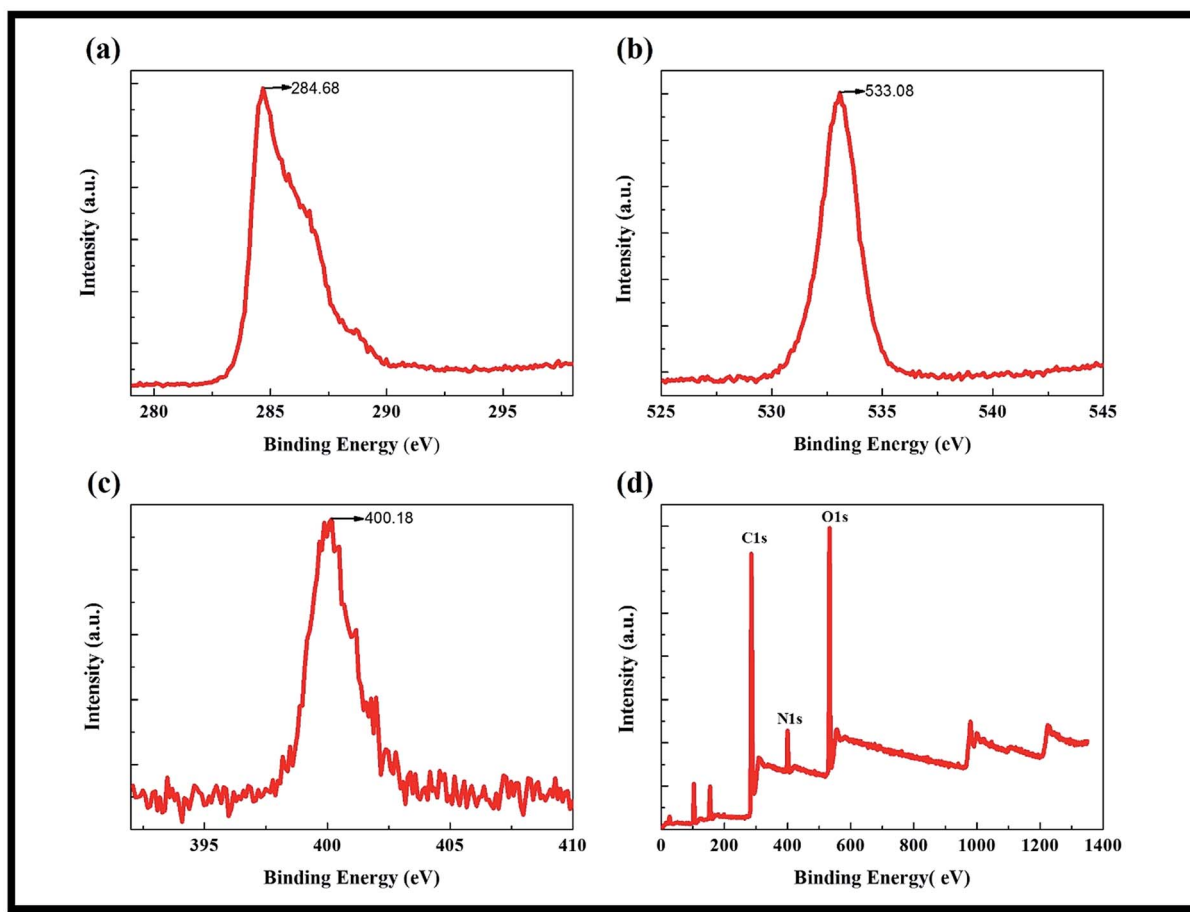 (a)
284.68
Intensity (a.u.)
280 285 290 295
Binding Energy (eV)
(b)
533.08
Intensity (a.u.)
525 530 535 540 545
Binding Energy (eV)
(c)
400.18
Intensity (a.u.)
395 400 405 410
Binding Energy (eV)
(d)
C1s
N1s
O1s
Intensity (a.u.)
0 200 400 600 800 1000 1200 1400
Binding Energy( eV)